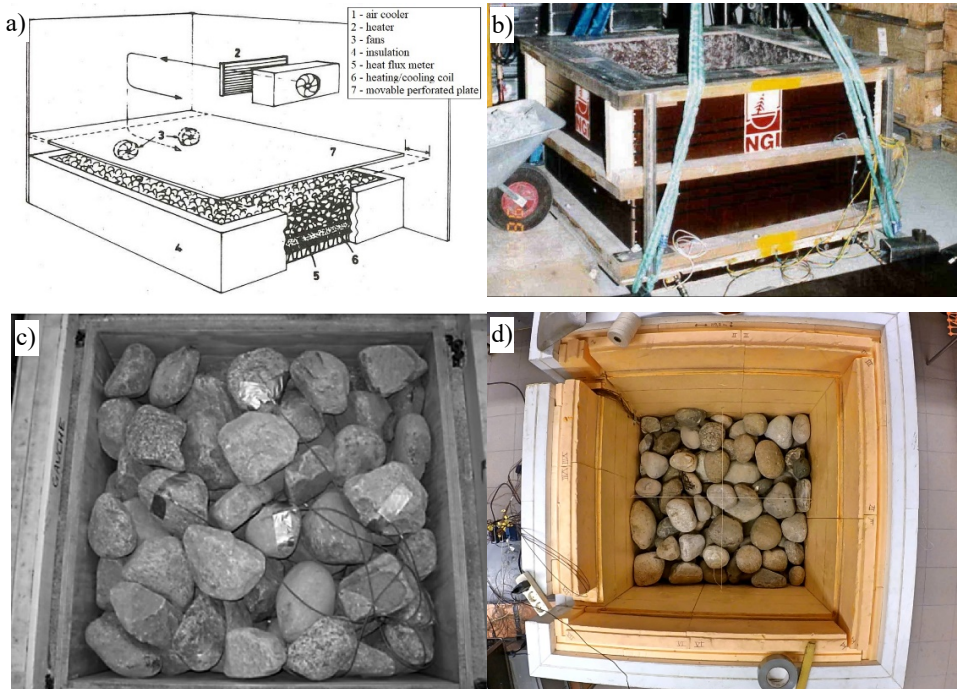 a)
1 - air cooler
2 - heater
3 - fans
4 - insulation
5 - heat flux meter
6 - heating/cooling coil
7 - movable perforated plate
2
3
7
4
6
5
b)
NGI
NGI
c)
d)